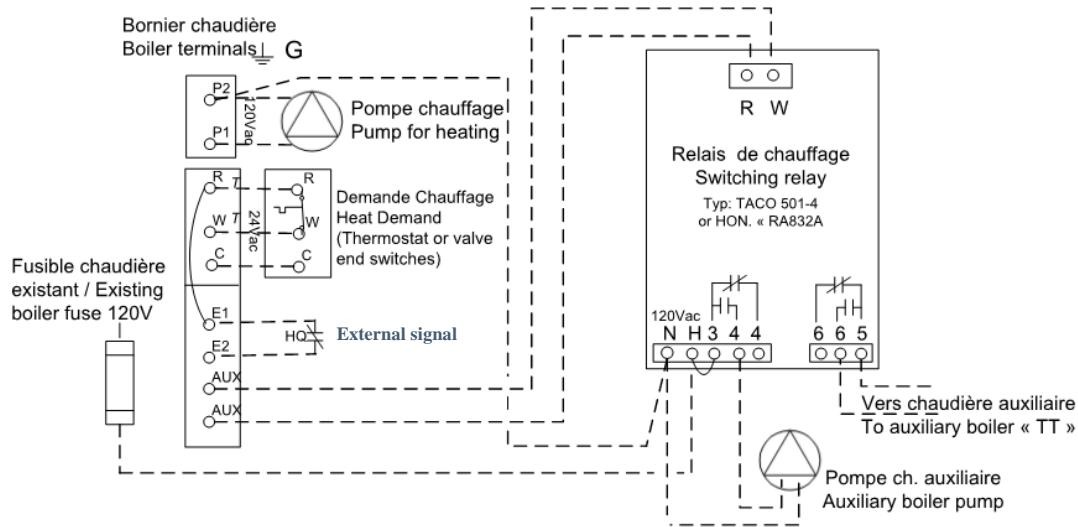 Bornier chaudière
Boiler terminals
G
P2
120Vac
P1
Pompe chauffage
Pump for heating
R T
W T
24Vac
C
R
W
C
Demande Chauffage
Heat Demand
(Thermostat or valve
end switches)
Fusible chaudière
existant / Existing
boiler fuse 120V
E1
E2
HQ
External signal
AUX
AUX
R W
Relais de chauffage
Switching relay
Typ: TACO 501-4
or HON. « RA832A
120Vac
N H 3 4 4
6 6 5
Vers chaudière auxiliaire
To auxiliary boiler « TT »
Pompe ch. auxiliaire
Auxiliary boiler pump